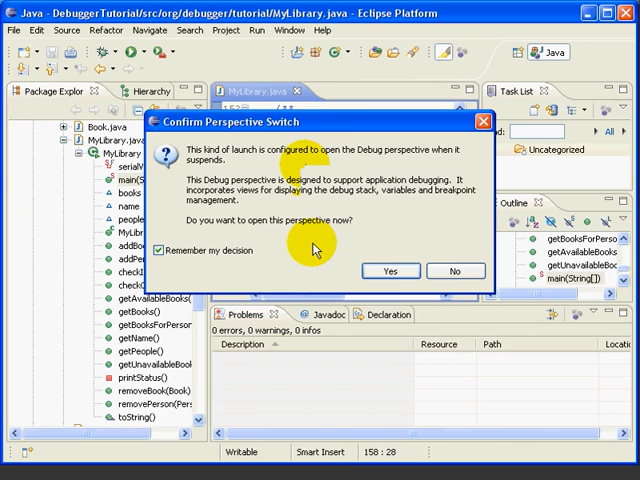 Java - DebuggerTutorial/src/org/debugger/tutorial/MyLibrary.java - Eclipse Platform
File Edit Source Refactor Navigate Search Project Run Window Help
Java
Package Explor
Hierarchy
MyLibrary.java
Task List
Book.java
MyLibrary.java
MyLibrary
serialV
main(S
books
name
people
MyLib
addBoo
addPe
checkI
checkO
getAvailableBook
getBooks()
getBooksForPerson
getName()
getPeople()
getUnavailableBook
printStatus()
removeBook(Book)
removePerson(Pers
toString()
152
/**
Find:
All
Uncategorized
Outline
getBooksForPerso
getAvailableBoo
getUnavailableBoo
main(String[])
Confirm Perspective Switch
This kind of launch is configured to open the Debug perspective when it
suspends.
This Debug perspective is designed to support application debugging. It
incorporates views for displaying the debug stack, variables and breakpoint
management.
Do you want to open this perspective now?
Remember my decision
Yes
No
Problems
Javadoc
Declaration
0 errors, 0 warnings, 0 infos
Description
Resource
Path
Locatio
Writable
Smart Insert
158 : 28